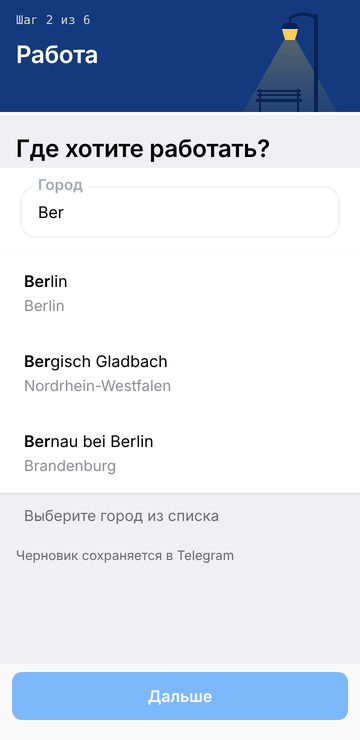 Шаг 2 из 6
Работа
Где хотите работать?
Город
Ber
Berlin
Berlin
Bergisch Gladbach
Nordrhein-Westfalen
Bernau bei Berlin
Brandenburg
Выберите город из списка
Черновик сохраняется в Telegram
Дальше